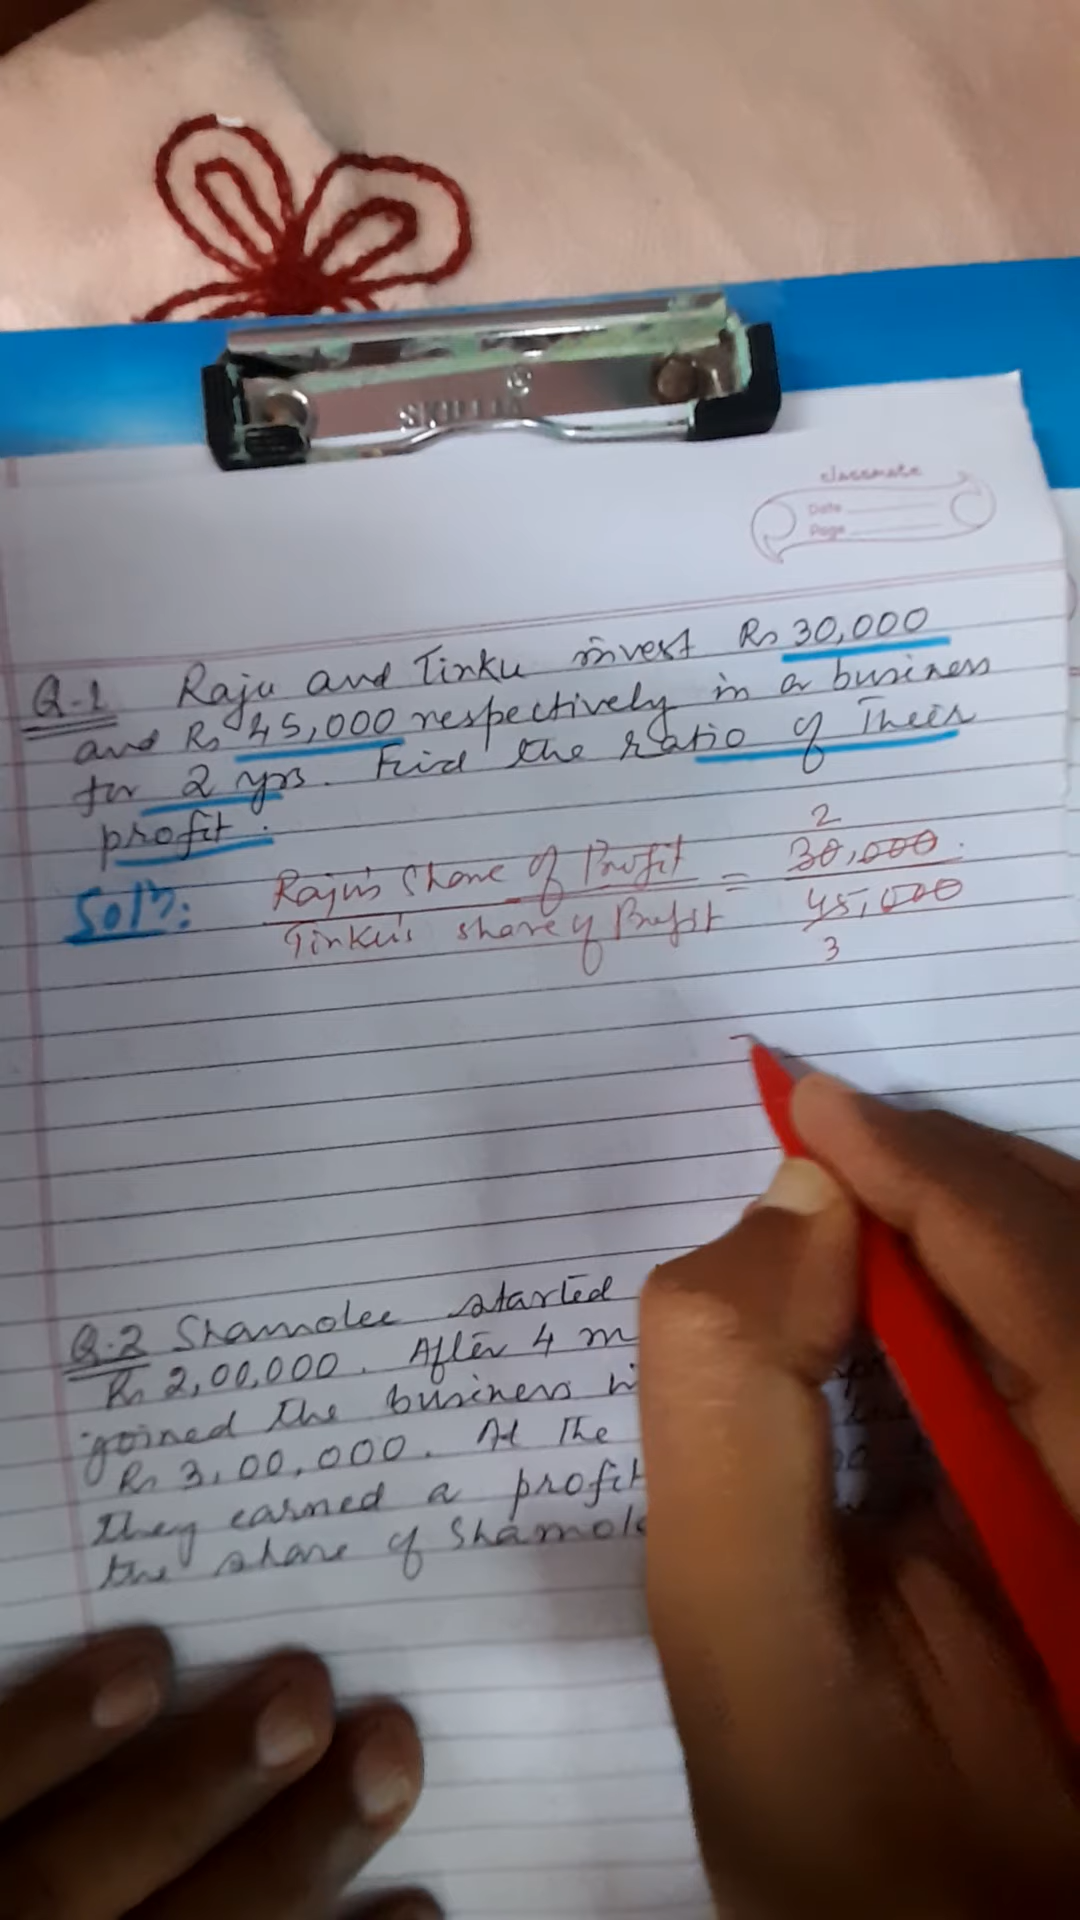 classmate
Date
Page
Q.1 Raju and Tinku invest Rs 30,000
and Rs 45,000 respectively in a business
for 2 yrs. Find the ratio of Their
profit.
Soln: Raju's Share of Profit / Tinku's share of Profit = 30,000 / 45,000
2
3
Q.2 Shamolee started
Rs 2,00,000. After 4 m
joined the business
Rs 3,00,000. At The
they earned a profit
the share of Shamole